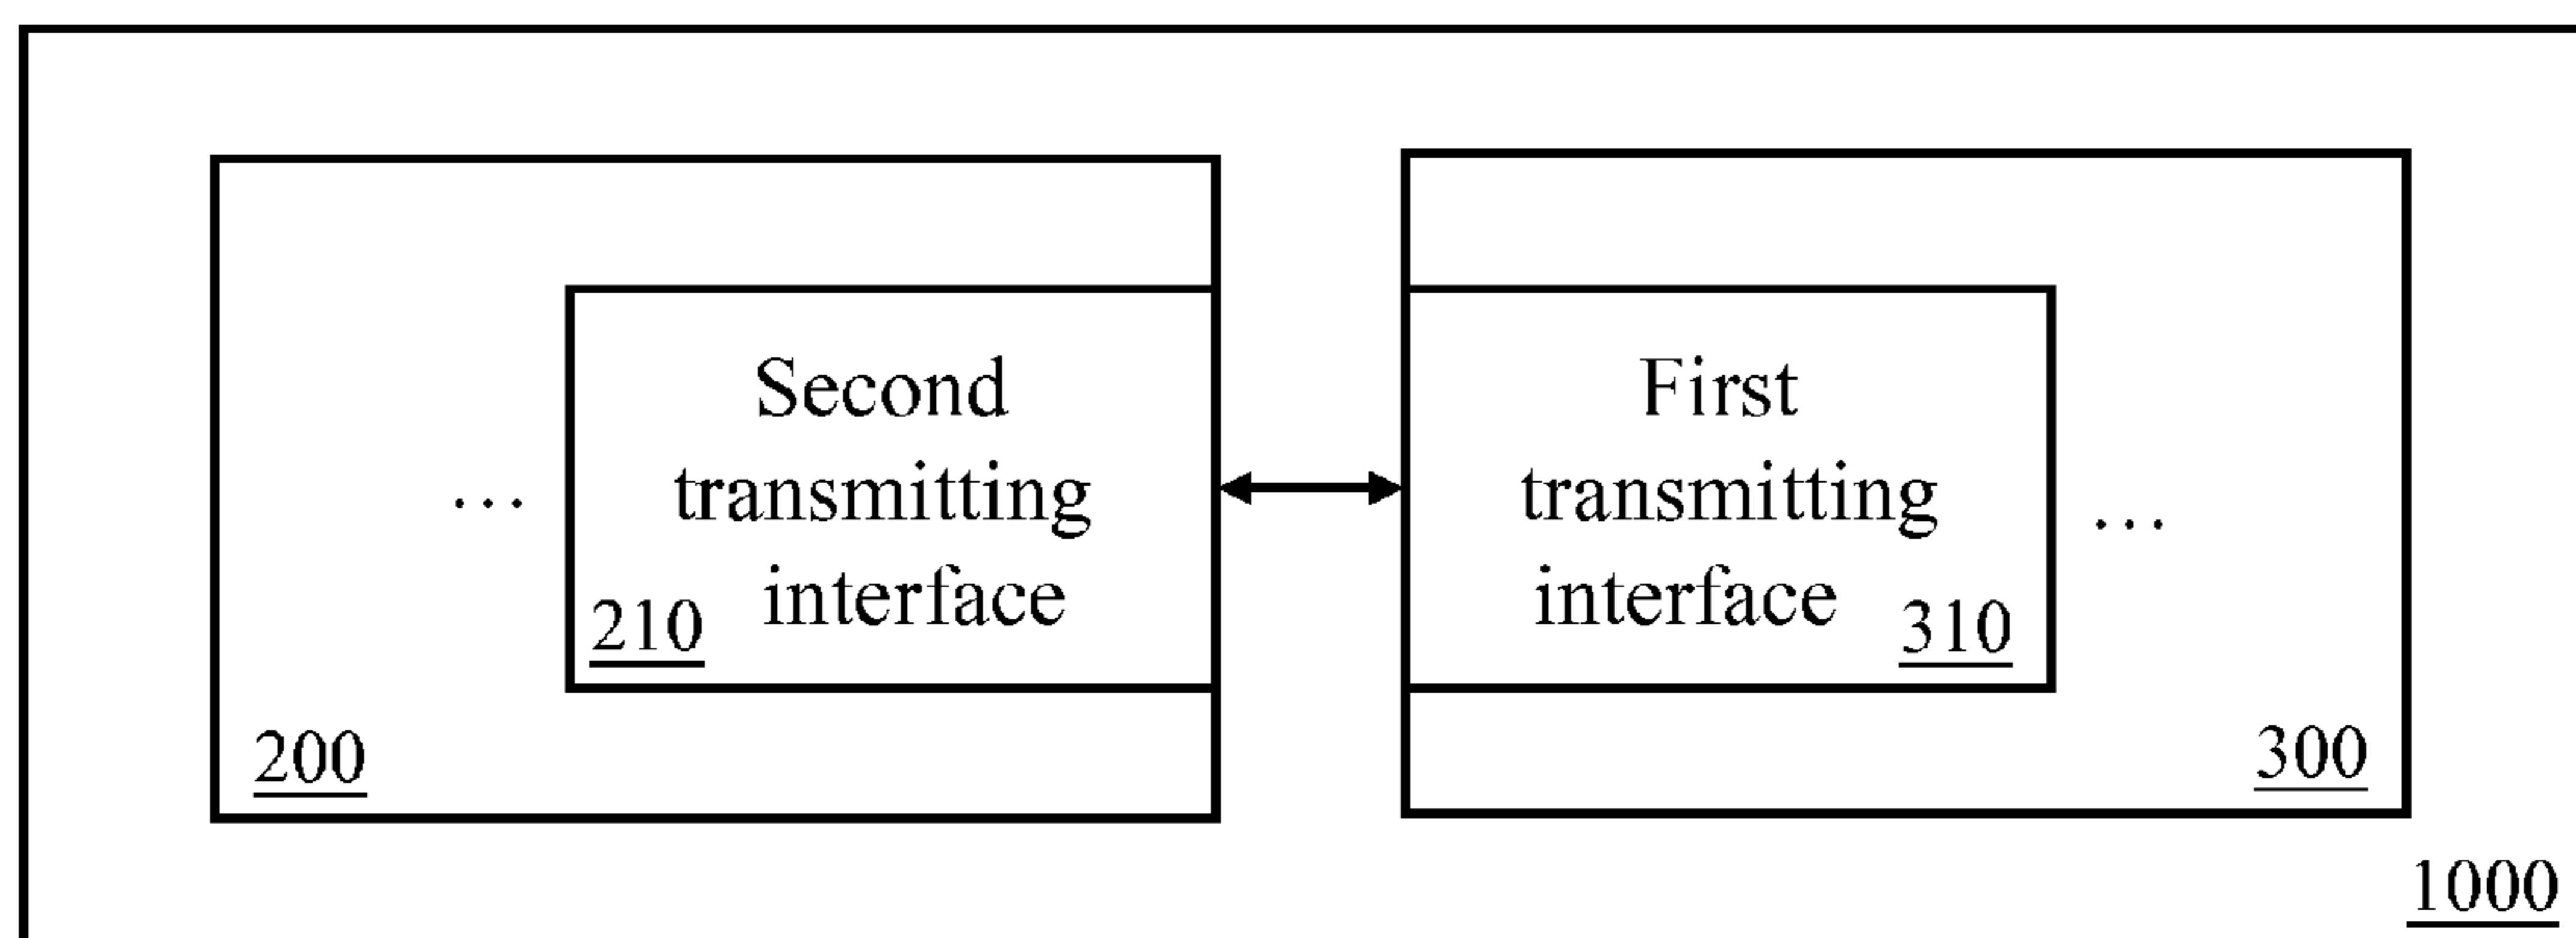 Second
transmitting
interface
210
...
200
First
transmitting
interface
310
...
300
1000